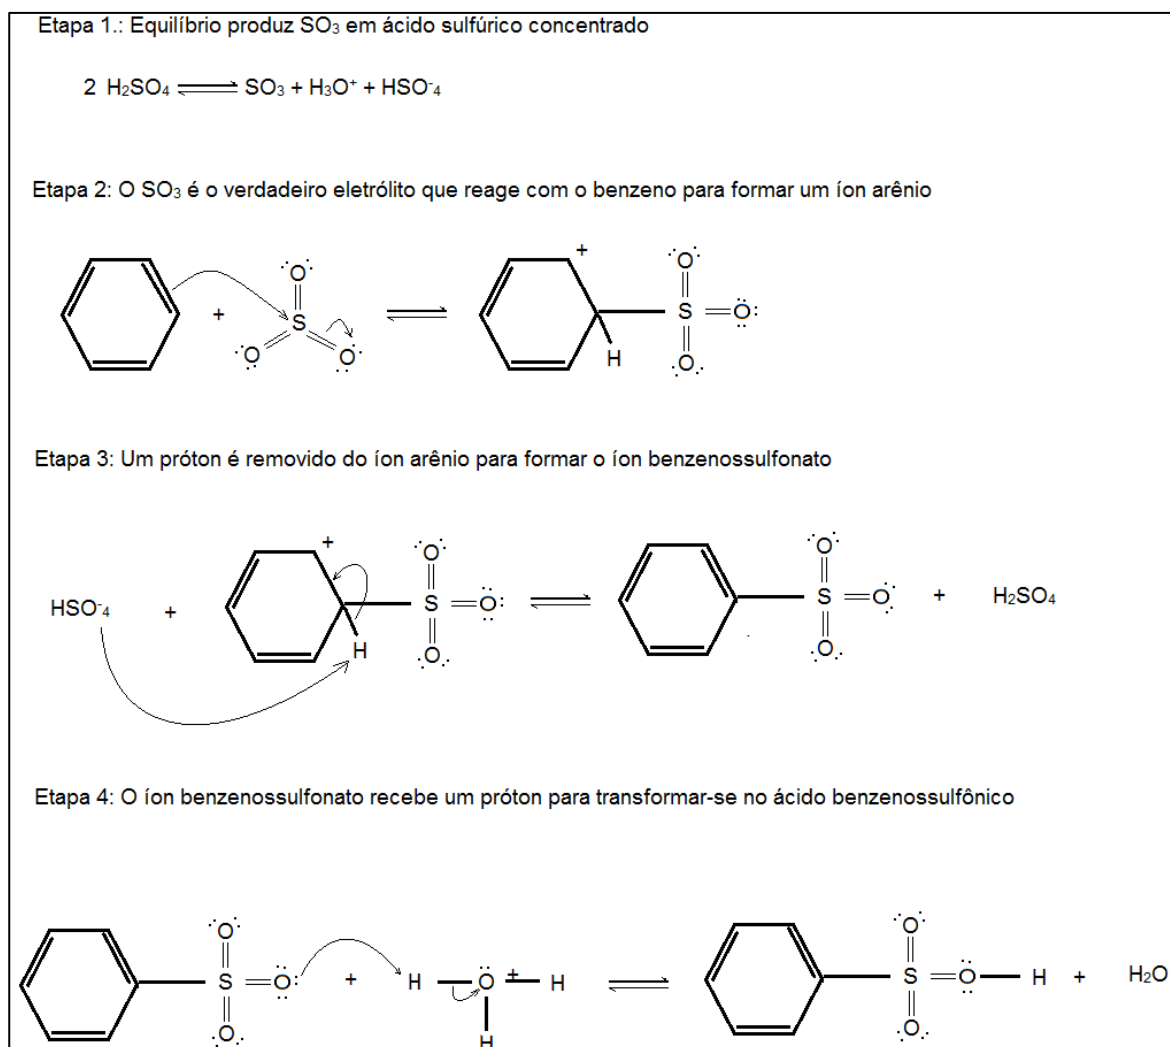 Etapa 1.: Equilíbrio produz SO₃ em ácido sulfúrico concentrado
2 H₂SO₄ ⇌ SO₃ + H₃O⁺ + HSO⁻₄
Etapa 2: O SO₃ é o verdadeiro eletrólito que reage com o benzeno para formar um íon arênio
+ O S O O ⇌ + H O S O O
Etapa 3: Um próton é removido do íon arênio para formar o íon benzenossulfonato
HSO⁻₄ + + H O S O O ⇌ O S O O + H₂SO₄
Etapa 4: O íon benzenossulfonato recebe um próton para transformar-se no ácido benzenossulfônico
O S O O + H O + H H ⇌ O S O H O + H₂O